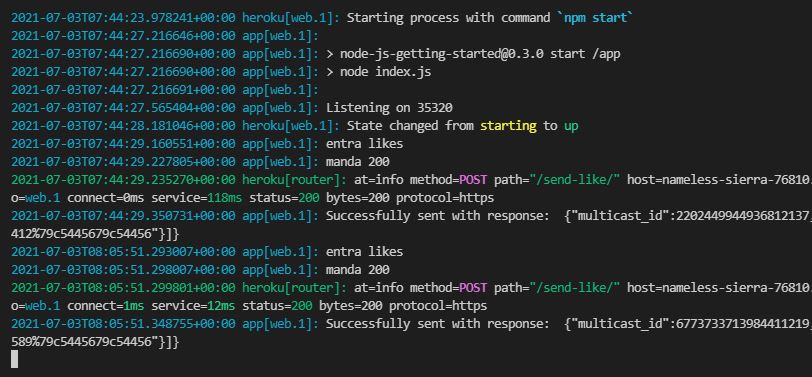 2021-07-03T07:44:23.978241+00:00 heroku[web.1]: Starting process with command `npm start`
2021-07-03T07:44:27.216646+00:00 app[web.1]:
2021-07-03T07:44:27.216690+00:00 app[web.1]: > node-js-getting-started@0.3.0 start /app
2021-07-03T07:44:27.216690+00:00 app[web.1]: > node index.js
2021-07-03T07:44:27.216691+00:00 app[web.1]:
2021-07-03T07:44:27.565404+00:00 app[web.1]: Listening on 35320
2021-07-03T07:44:28.181046+00:00 heroku[web.1]: State changed from starting to up
2021-07-03T07:44:29.160551+00:00 app[web.1]: entra likes
2021-07-03T07:44:29.227805+00:00 app[web.1]: manda 200
2021-07-03T07:44:29.235270+00:00 heroku[router]: at=info method=POST path="/send-like/" host=nameless-sierra-76810.
o=web.1 connect=0ms service=118ms status=200 bytes=200 protocol=https
2021-07-03T07:44:29.350731+00:00 app[web.1]: Successfully sent with response:  {"multicast_id":2202449944936812137,
412%79c5445679c54456"}]}
2021-07-03T08:05:51.293007+00:00 app[web.1]: entra likes
2021-07-03T08:05:51.298007+00:00 app[web.1]: manda 200
2021-07-03T08:05:51.299801+00:00 heroku[router]: at=info method=POST path="/send-like/" host=nameless-sierra-76810.
o=web.1 connect=1ms service=12ms status=200 bytes=200 protocol=https
2021-07-03T08:05:51.348755+00:00 app[web.1]: Successfully sent with response:  {"multicast_id":6773733713984411219,
589%79c5445679c54456"}]}